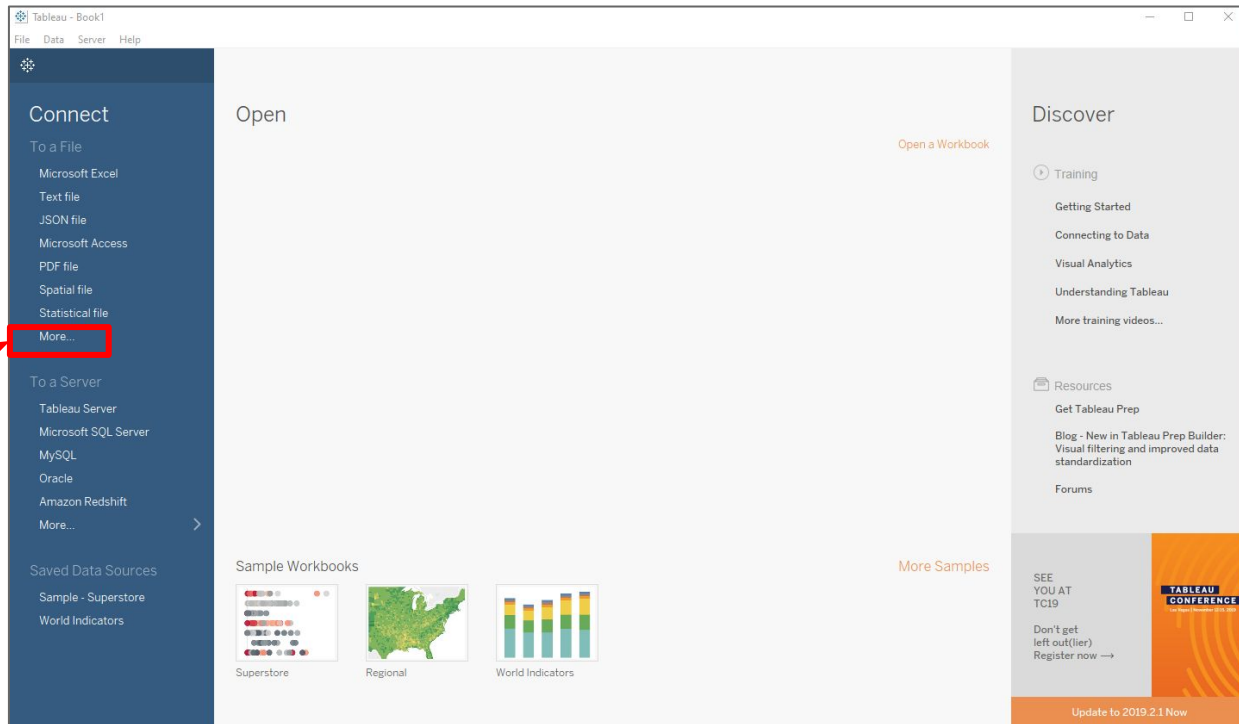 Tableau - Book1
File Data Server Help
Connect
To a File
Microsoft Excel
Text file
JSON file
Microsoft Access
PDF file
Spatial file
Statistical file
More...
To a Server
Tableau Server
Microsoft SQL Server
MySQL
Oracle
Amazon Redshift
More...
Saved Data Sources
Sample - Superstore
World Indicators
Open
Open a Workbook
Sample Workbooks
More Samples
Superstore
Regional
World Indicators
Discover
Training
Getting Started
Connecting to Data
Visual Analytics
Understanding Tableau
More training videos...
Resources
Get Tableau Prep
Blog - New in Tableau Prep Builder:
Visual filtering and improved data
standardization
Forums
SEE
YOU AT
TC19
Don't get
left out(lier)
Register now →
TABLEAU
CONFERENCE
Update to 2019.2.1 Now